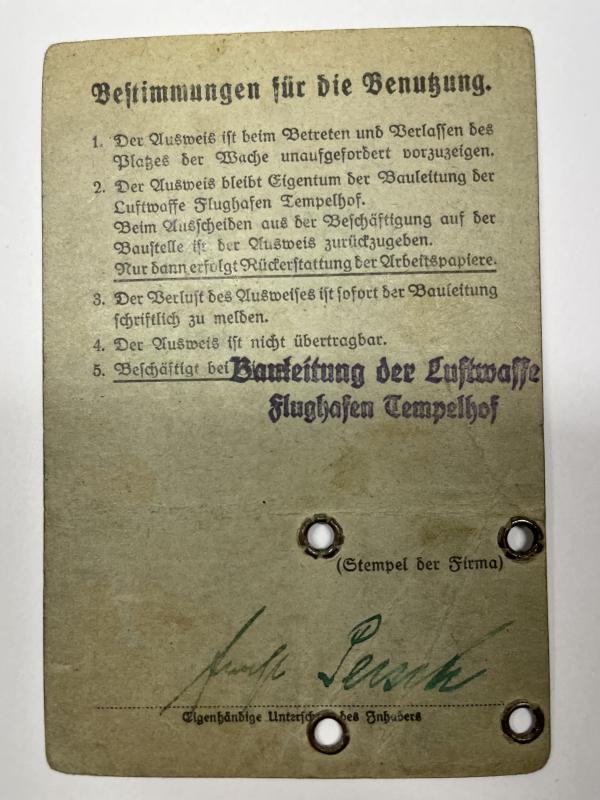 Bestimmungen für die Benutzung.
1. Der Ausweis ist beim Betreten und Verlassen des
Platzes der Wache unaufgefordert vorzuzeigen.
2. Der Ausweis bleibt Eigentum der Bauleitung der
Luftwaffe Flughafen Tempelhof.
Beim Ausscheiden aus der Beschäftigung auf der
Baustelle ist der Ausweis zurückzugeben.
Nur dann erfolgt Rückerstattung der Arbeitspapiere.
3. Der Verlust des Ausweises ist sofort der Bauleitung
schriftlich zu melden.
4. Der Ausweis ist nicht übertragbar.
5. Beschäftigt bei
Bauleitung der Luftwaffe
Flughafen Tempelhof
(Stempel der Firma)
Eigenhändige Unterschr des Inhabers